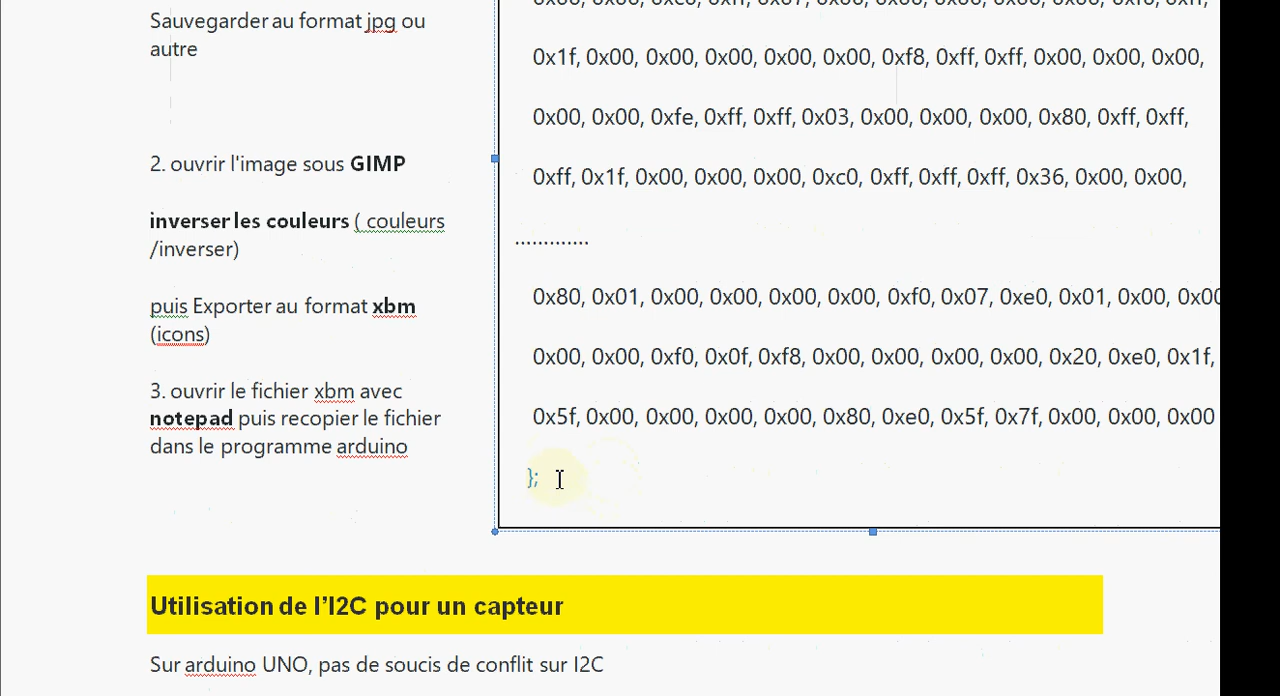 Sauvegarder au format jpg ou
autre
2. ouvrir l'image sous GIMP
inverser les couleurs ( couleurs
/inverser)
puis Exporter au format xbm
(icons)
3. ouvrir le fichier xbm avec
notepad puis recopier le fichier
dans le programme arduino
0x1f, 0x00, 0x00, 0x00, 0x00, 0x00, 0xf8, 0xff, 0xff, 0x00, 0x00, 0x00,
0x00, 0x00, 0xfe, 0xff, 0xff, 0x03, 0x00, 0x00, 0x00, 0x80, 0xff, 0xff,
0xff, 0x1f, 0x00, 0x00, 0x00, 0xc0, 0xff, 0xff, 0xff, 0x36, 0x00, 0x00,
.............
0x80, 0x01, 0x00, 0x00, 0x00, 0x00, 0xf0, 0x07, 0xe0, 0x01, 0x00, 0x00
0x00, 0x00, 0xf0, 0x0f, 0xf8, 0x00, 0x00, 0x00, 0x00, 0x20, 0xe0, 0x1f,
0x5f, 0x00, 0x00, 0x00, 0x00, 0x80, 0xe0, 0x5f, 0x7f, 0x00, 0x00, 0x00
};
Utilisation de l’I2C pour un capteur
Sur arduino UNO, pas de soucis de conflit sur I2C